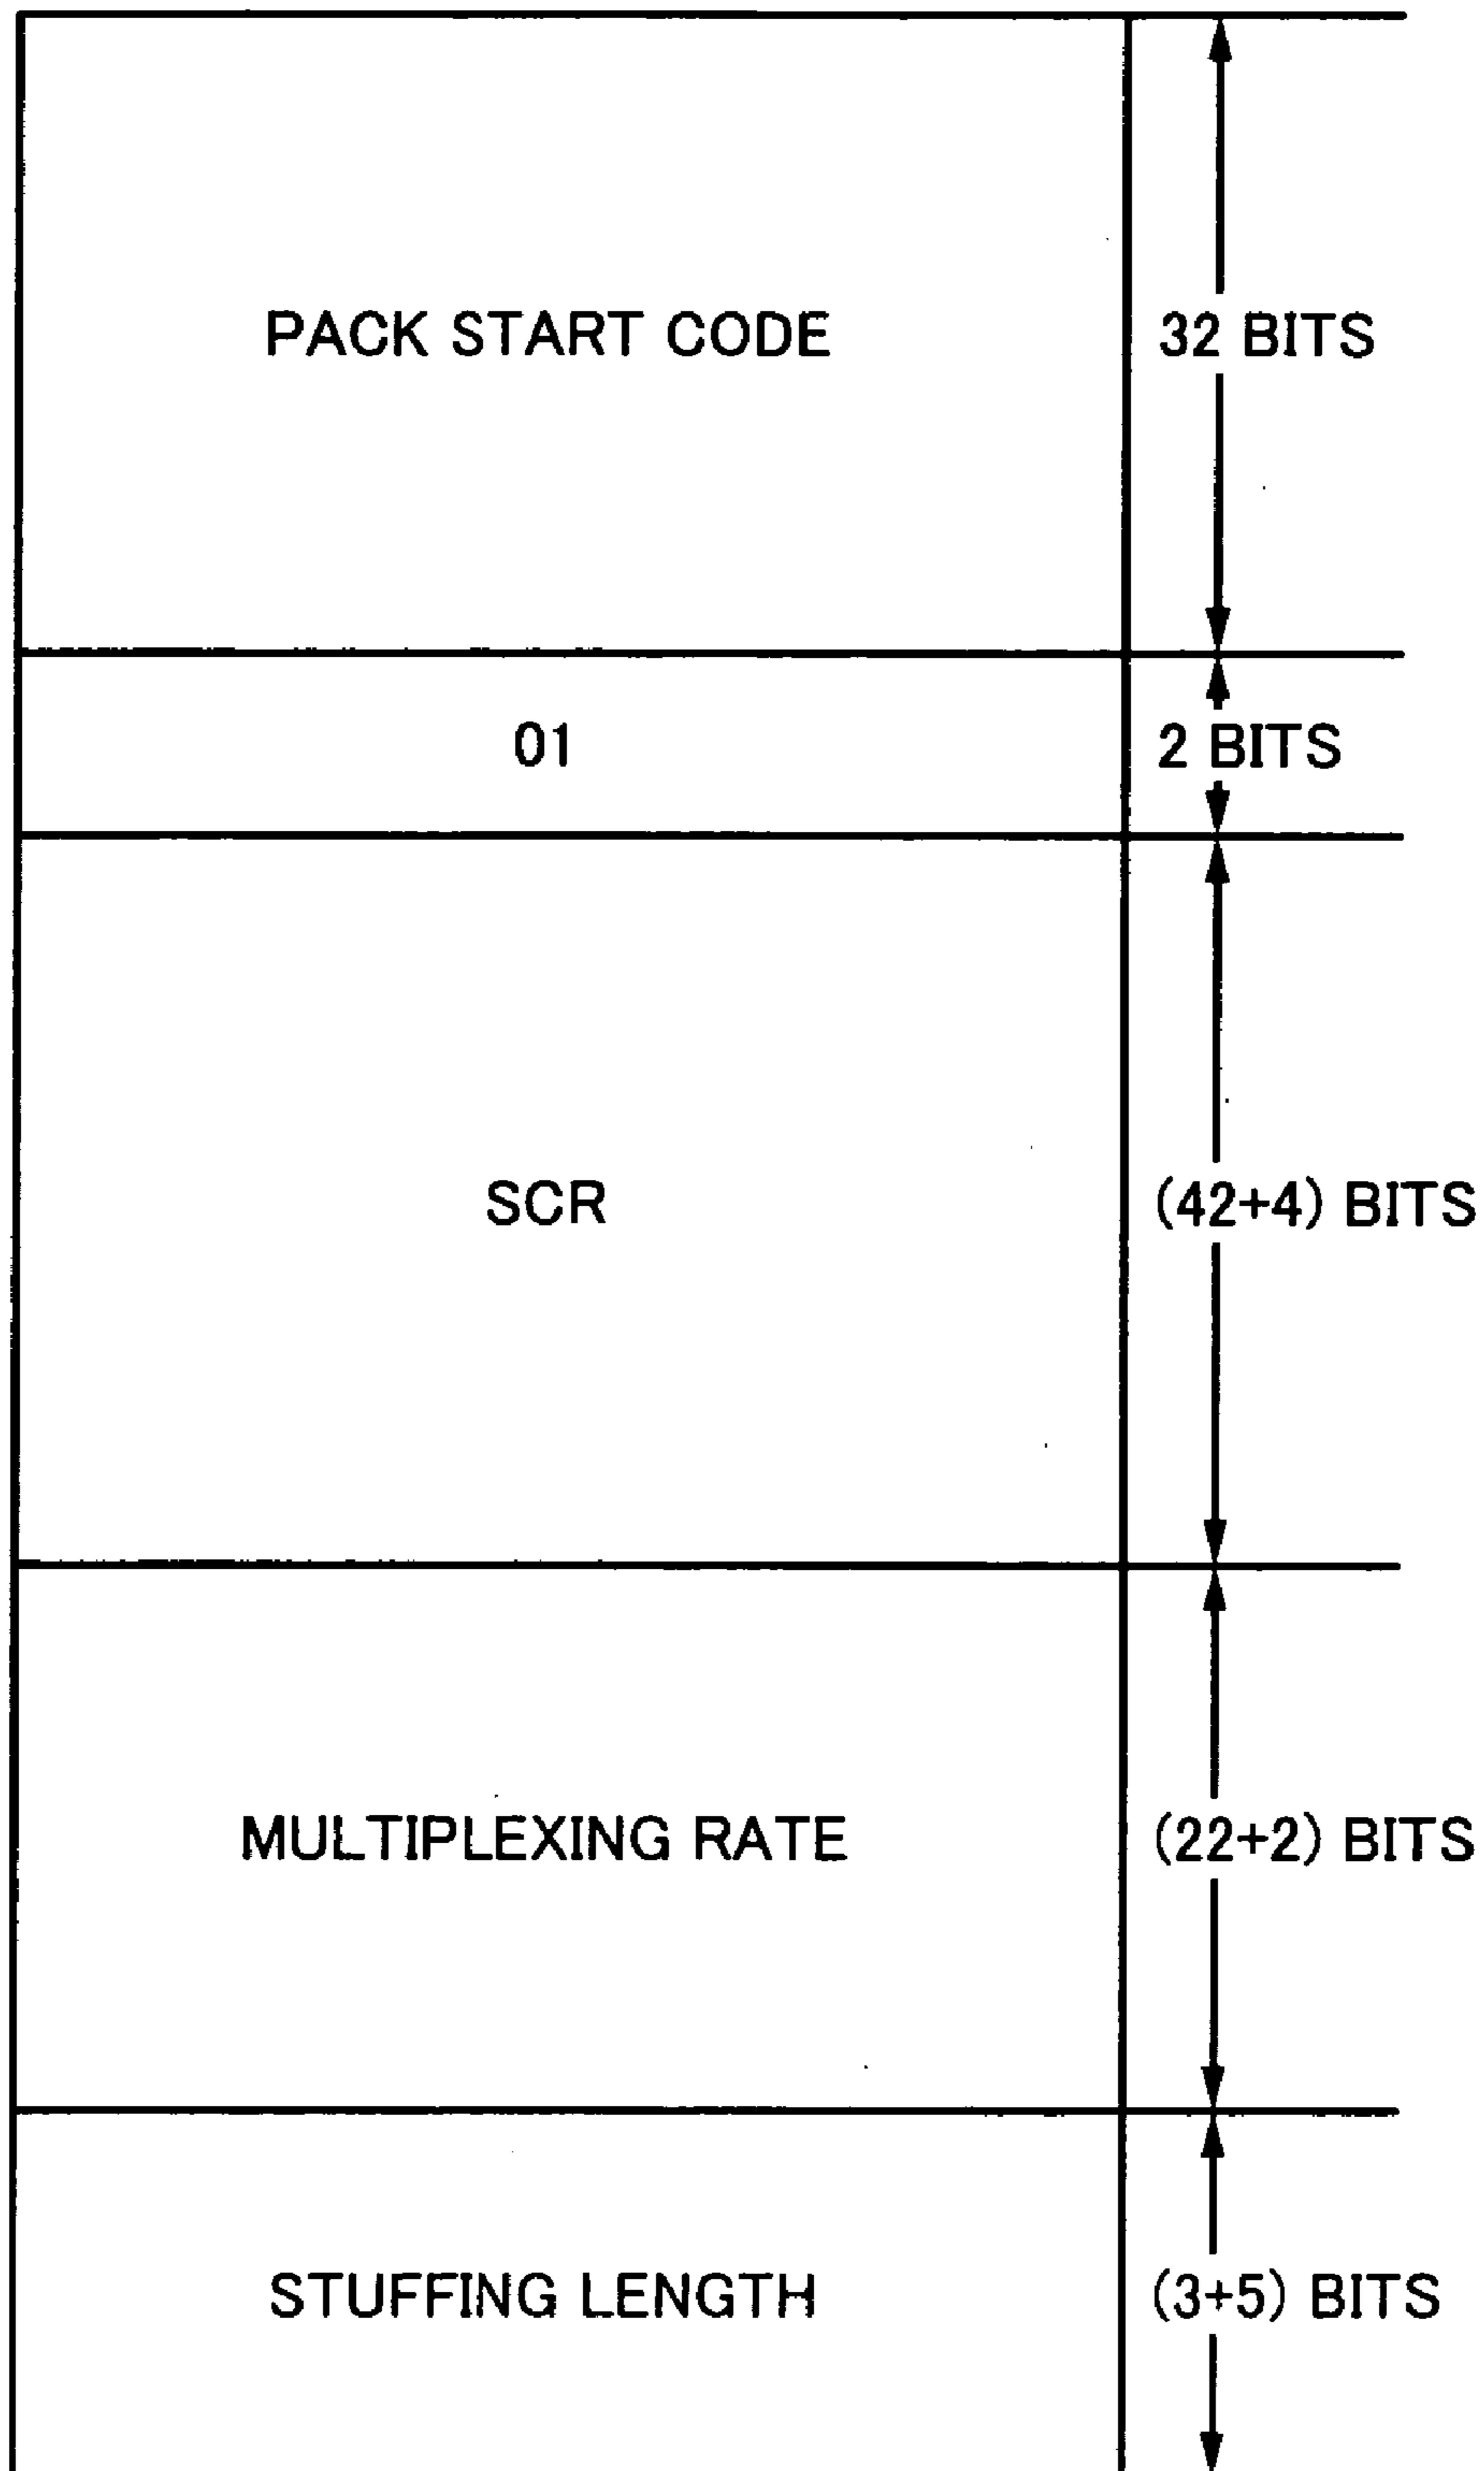 PACK START CODE 32 BITS
01 2 BITS
SCR (42+4) BITS
MULTIPLEXING RATE (22+2) BITS
STUFFING LENGTH (3+5) BITS